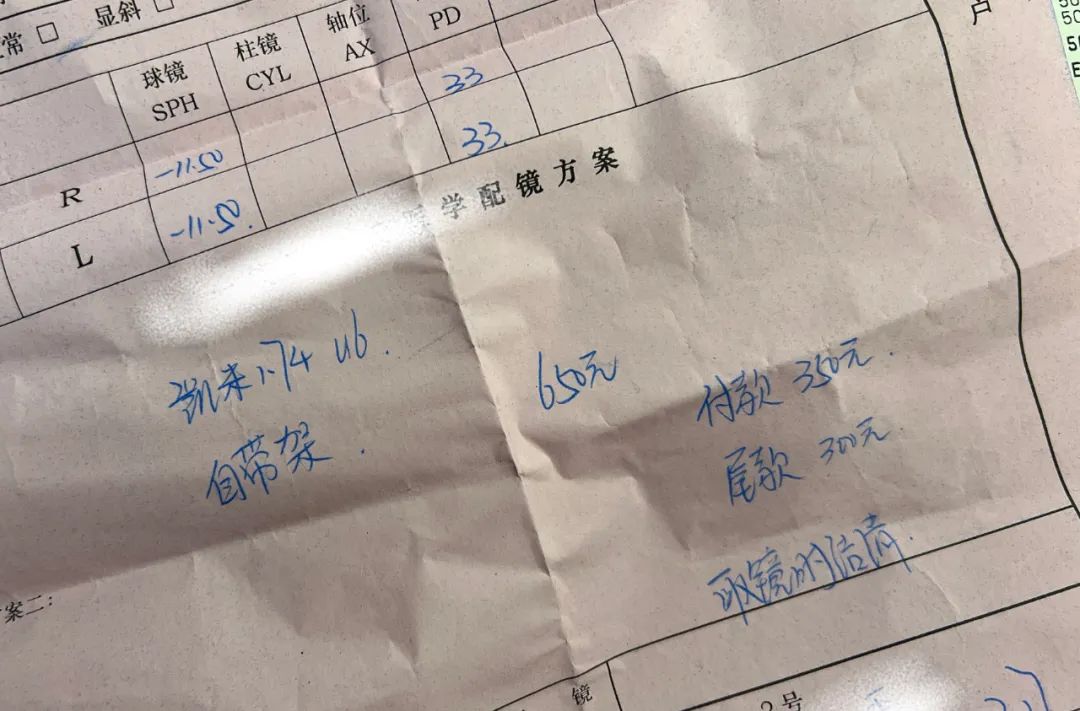 常 □ 显斜 □
球镜 柱镜 轴位
SPH CYL AX PD
R -11.50 33
L -11.50. 33.
学配镜方案
凯来1.74 U6. 650元 付款 350元.
自带架. 尾款 300元.
取镜时结清.
案二:
镜 2号
卢